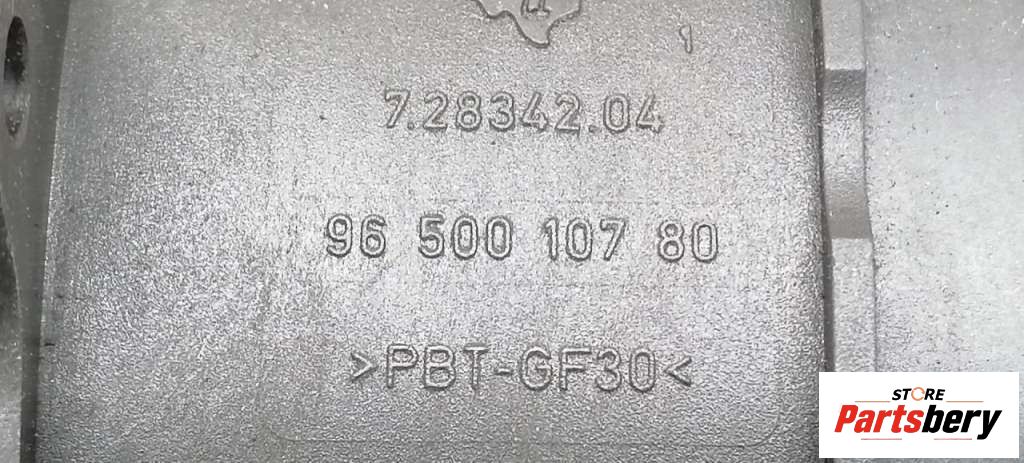 1
7.28342.04
96 500 107 80
>PBT-GF30<
STORE
Partsbery